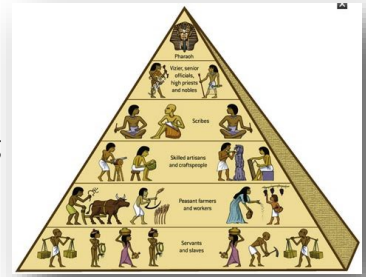 Pharaoh
Vizier, senior
officials,
high priests
and nobles
Scribes
Skilled artisans
and craftspeople
Peasant farmers
and workers
Servants
and slaves